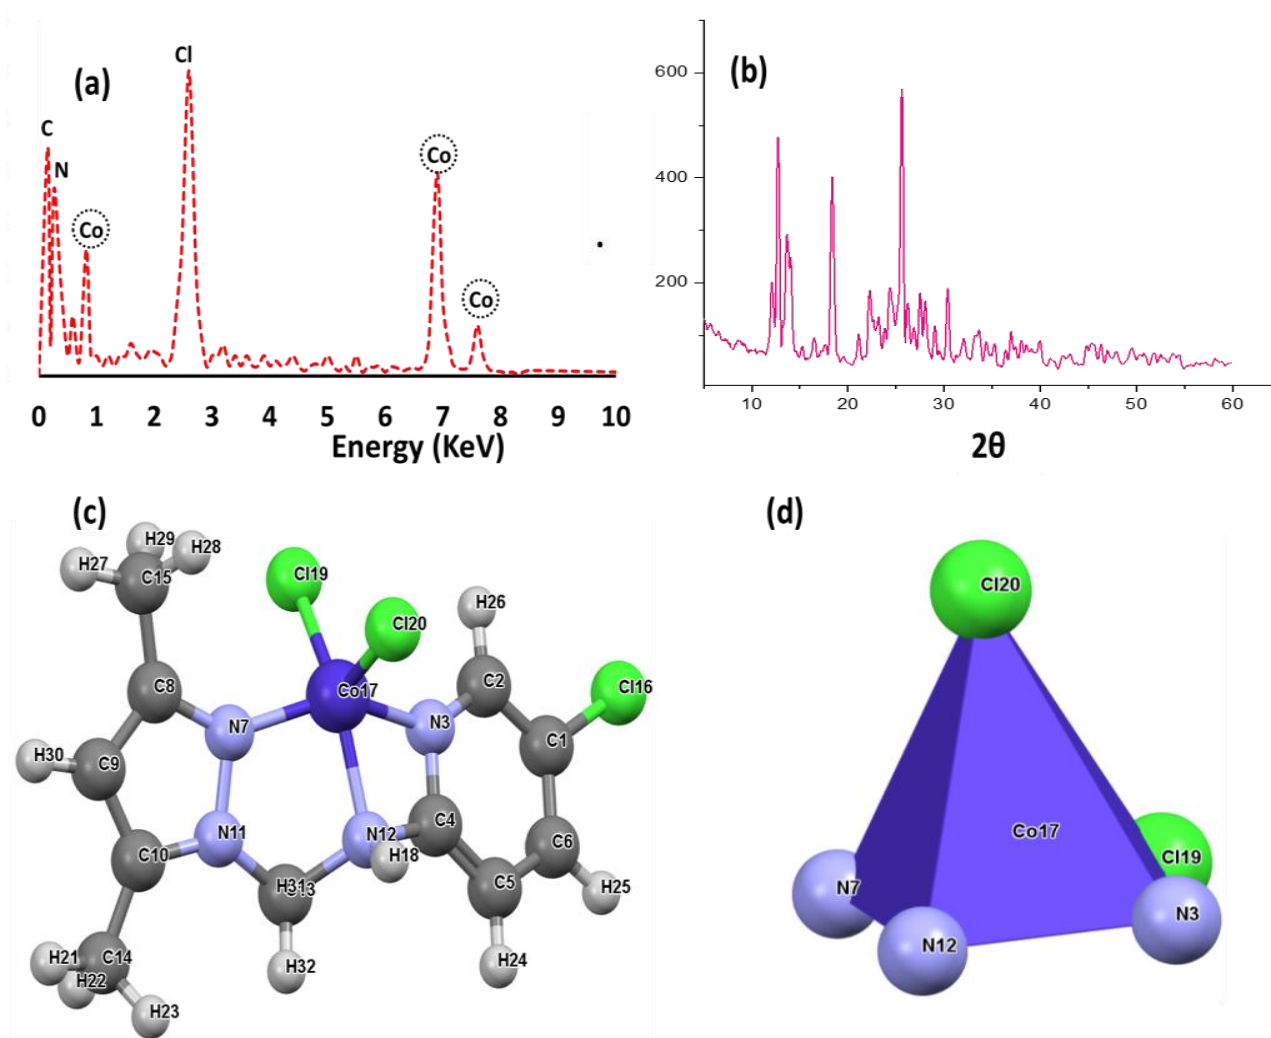 (a)
Cl
C
N
Co
Co
Co
0 1 2 3 4 5 6 7 8 9 10
Energy (KeV)
(b)
600
400
200
10 20 30 40 50 60
2θ
(c)
H29
H28
H27
C15
Cl19
Cl20
H26
C8
Co17
C2
Cl16
N7
N3
C1
H30
C9
N11
N12
C4
C6
C10
H18
H31
C5
H25
H21
C14
H22
H32
H24
H23
(d)
Cl20
Co17
Cl19
N7
N3
N12